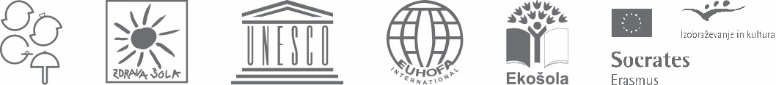 ZDRAVA ŠOLA
UNESCO
EUHOFA
INTERNATIONAL
Ekošola
Izobraževanje in kultura
Socrates
Erasmus